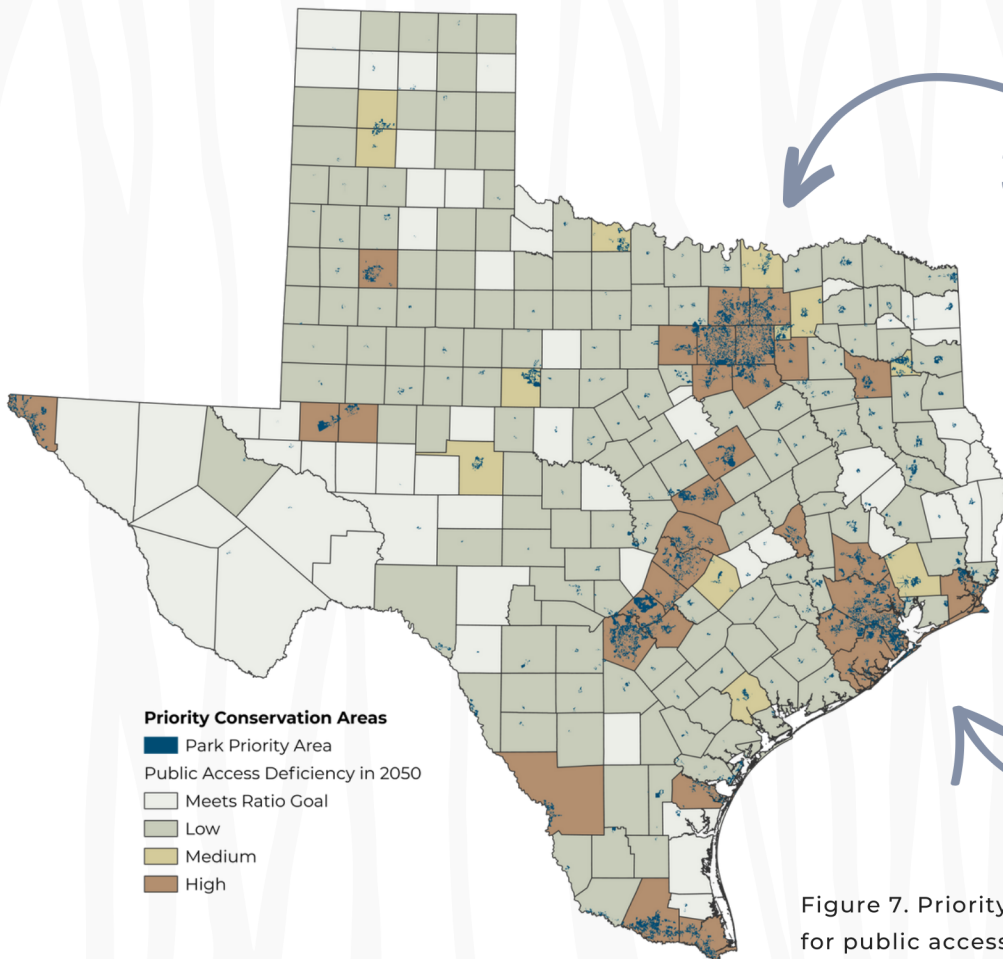 Priority Conservation Areas
Park Priority Area
Public Access Deficiency in 2050
Meets Ratio Goal
Low
Medium
High
Figure 7. Priority
for public access